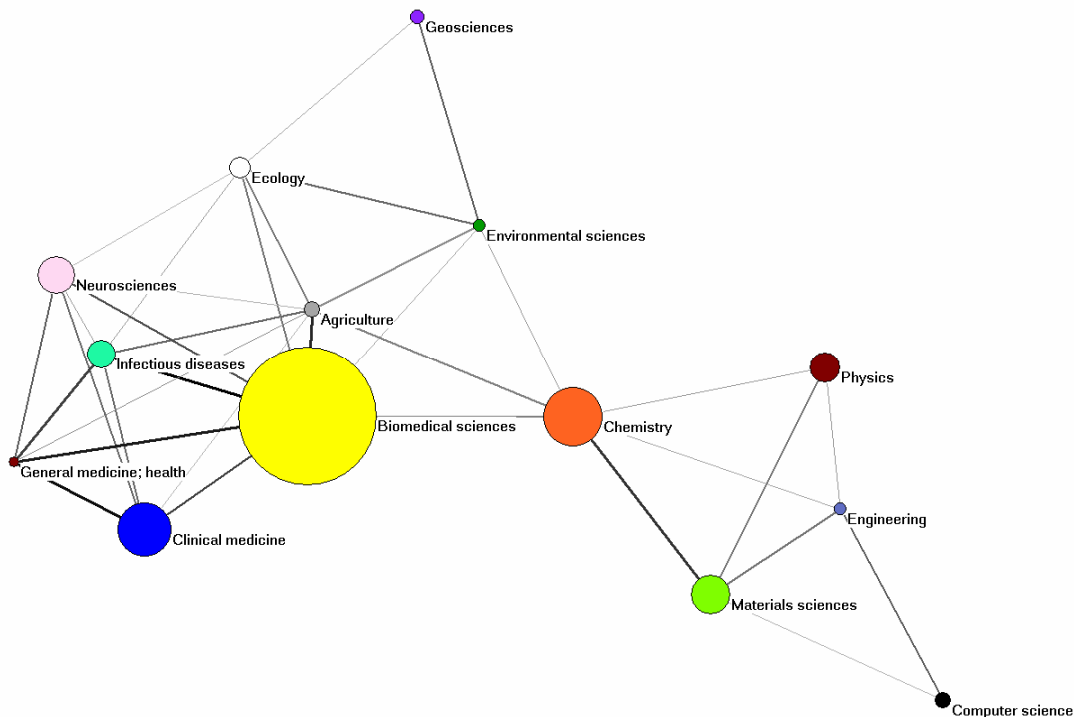 Geosciences
Ecology
Environmental sciences
Neurosciences
Agriculture
Infectious diseases
Physics
Biomedical sciences
Chemistry
General medicine; health
Engineering
Clinical medicine
Materials sciences
Computer science